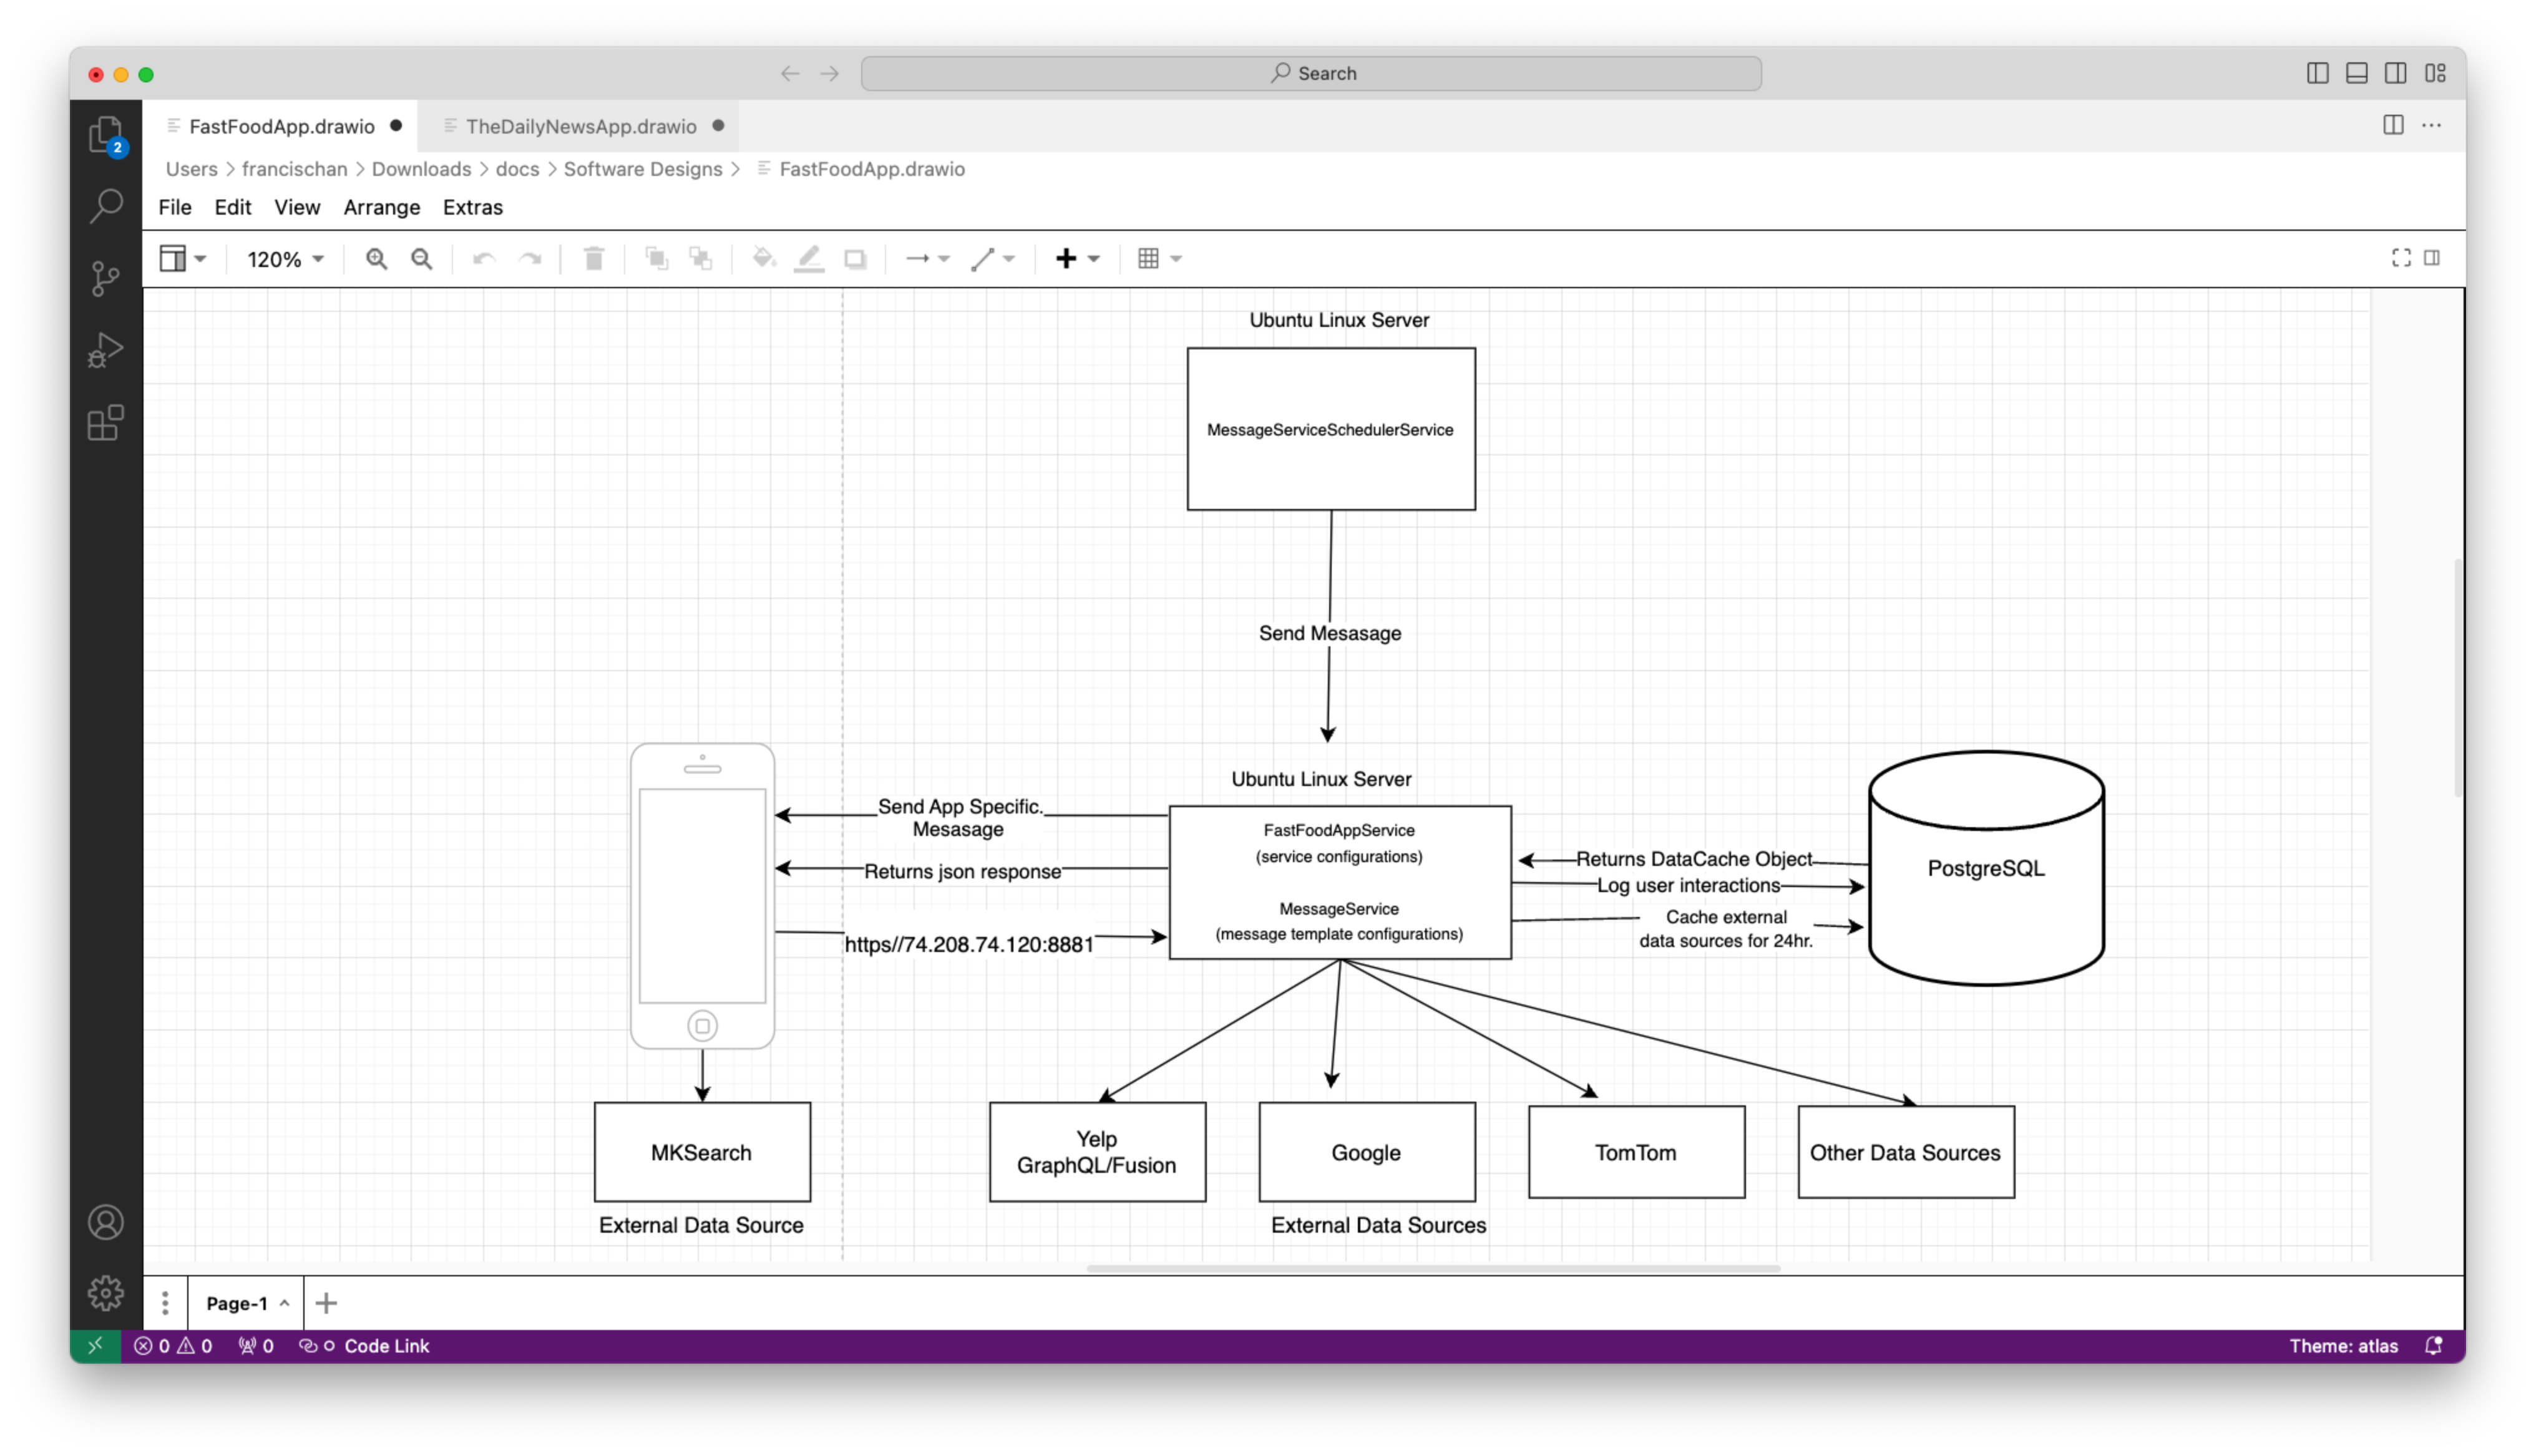 Search
FastFoodApp.drawio
TheDailyNewsApp.drawio
2
Users > francischan > Downloads > docs > Software Designs > FastFoodApp.drawio
File Edit View Arrange Extras
120%
Ubuntu Linux Server
MessageServiceSchedulerService
Send Mesasage
Ubuntu Linux Server
Send App Specific.
Mesasage
Returns json response
https//74.208.74.120:8881
FastFoodAppService
(service configurations)
MessageService
(message template configurations)
Returns DataCache Object
Log user interactions
Cache external
data sources for 24hr.
PostgreSQL
MKSearch
External Data Source
Yelp
GraphQL/Fusion
Google
TomTom
Other Data Sources
External Data Sources
Page-1
0 0 0 Code Link
Theme: atlas